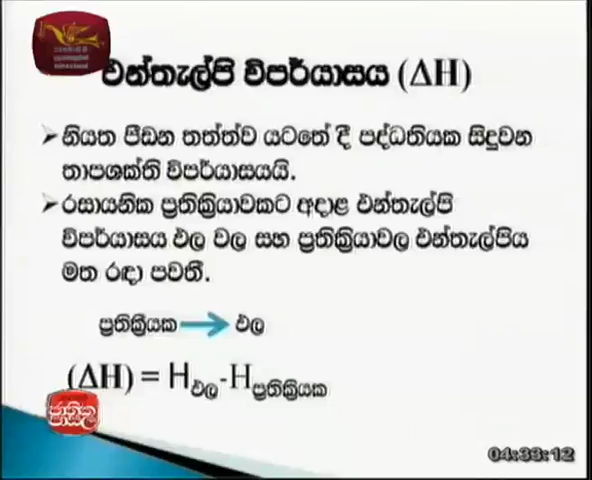 එන්තැල්පි විපර්යාසය (ΔH)
නියත පීඩන තත්ත්ව යටතේ දී පද්ධතියක සිදුවන
තාපශක්ති විපර්යාසයයි.
රසායනික ප්‍රතික්‍රියාවකට අදාළ එන්තැල්පි
විපර්යාසය ඵල වල සහ ප්‍රතික්‍රියාවල එන්තැල්පිය
මත රඳා පවතී.
ප්‍රතික්‍රීයක ඵල
(ΔH) = Hඵල-Hප්‍රතික්‍රියක
ජාතික
පාසල
04:33:12